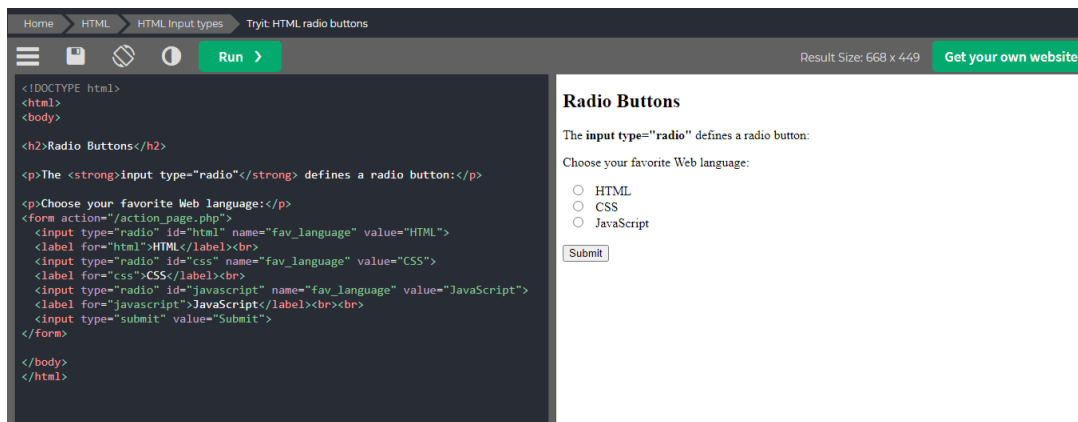 Home HTML HTML Input types Tryit: HTML radio buttons
Run ❯ Result Size: 668 x 449 Get your own website
<!DOCTYPE html>
<html>
<body>
<h2>Radio Buttons</h2>
<p>The <strong>input type="radio"</strong> defines a radio button:</p>
<p>Choose your favorite Web language:</p>
<form action="/action_page.php">
<input type="radio" id="html" name="fav_language" value="HTML">
<label for="html">HTML</label><br>
<input type="radio" id="css" name="fav_language" value="CSS">
<label for="css">CSS</label><br>
<input type="radio" id="javascript" name="fav_language" value="JavaScript">
<label for="javascript">JavaScript</label><br><br>
<input type="submit" value="Submit">
</form>
</body>
</html>
Radio Buttons
The input type="radio" defines a radio button:
Choose your favorite Web language:
HTML
CSS
JavaScript
Submit